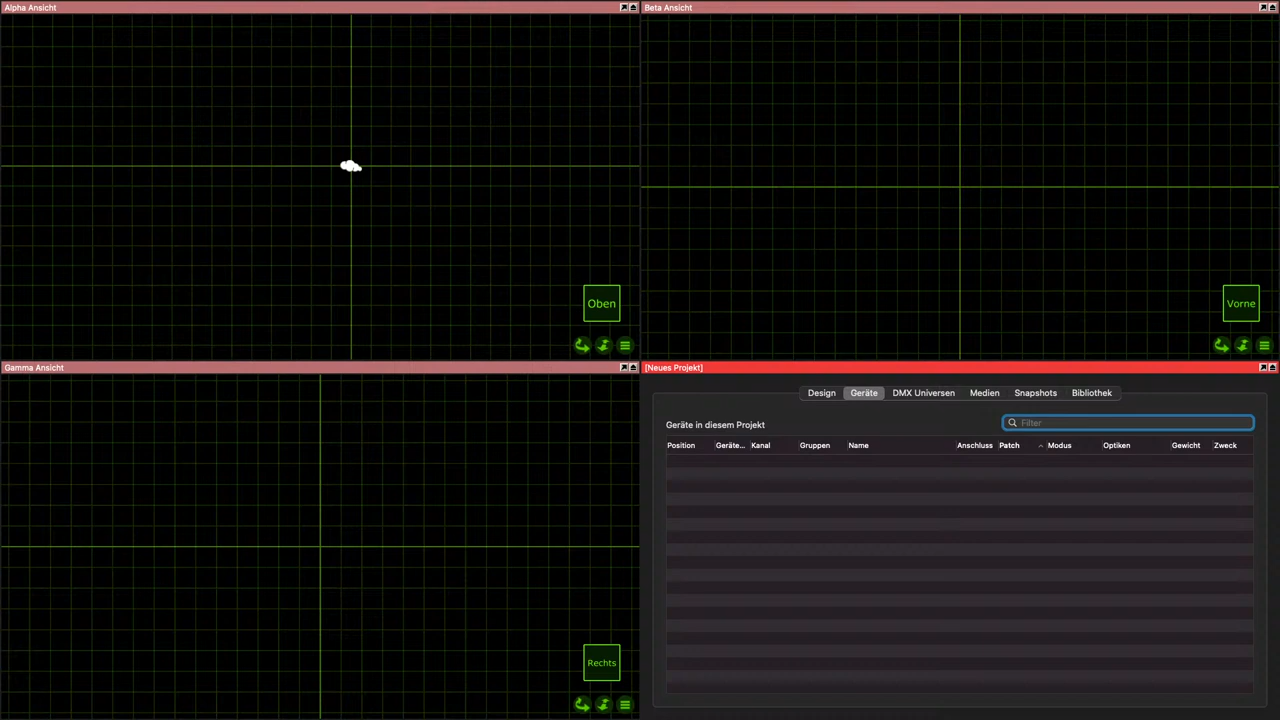 Alpha Ansicht
Beta Ansicht
Oben
Vorne
Gamma Ansicht
[Neues Projekt]
Design Geräte DMX Universen Medien Snapshots Bibliothek
Geräte in diesem Projekt
Filter
Position Geräte... Kanal Gruppen Name Anschluss Patch Modus Optiken Gewicht Zweck
Rechts